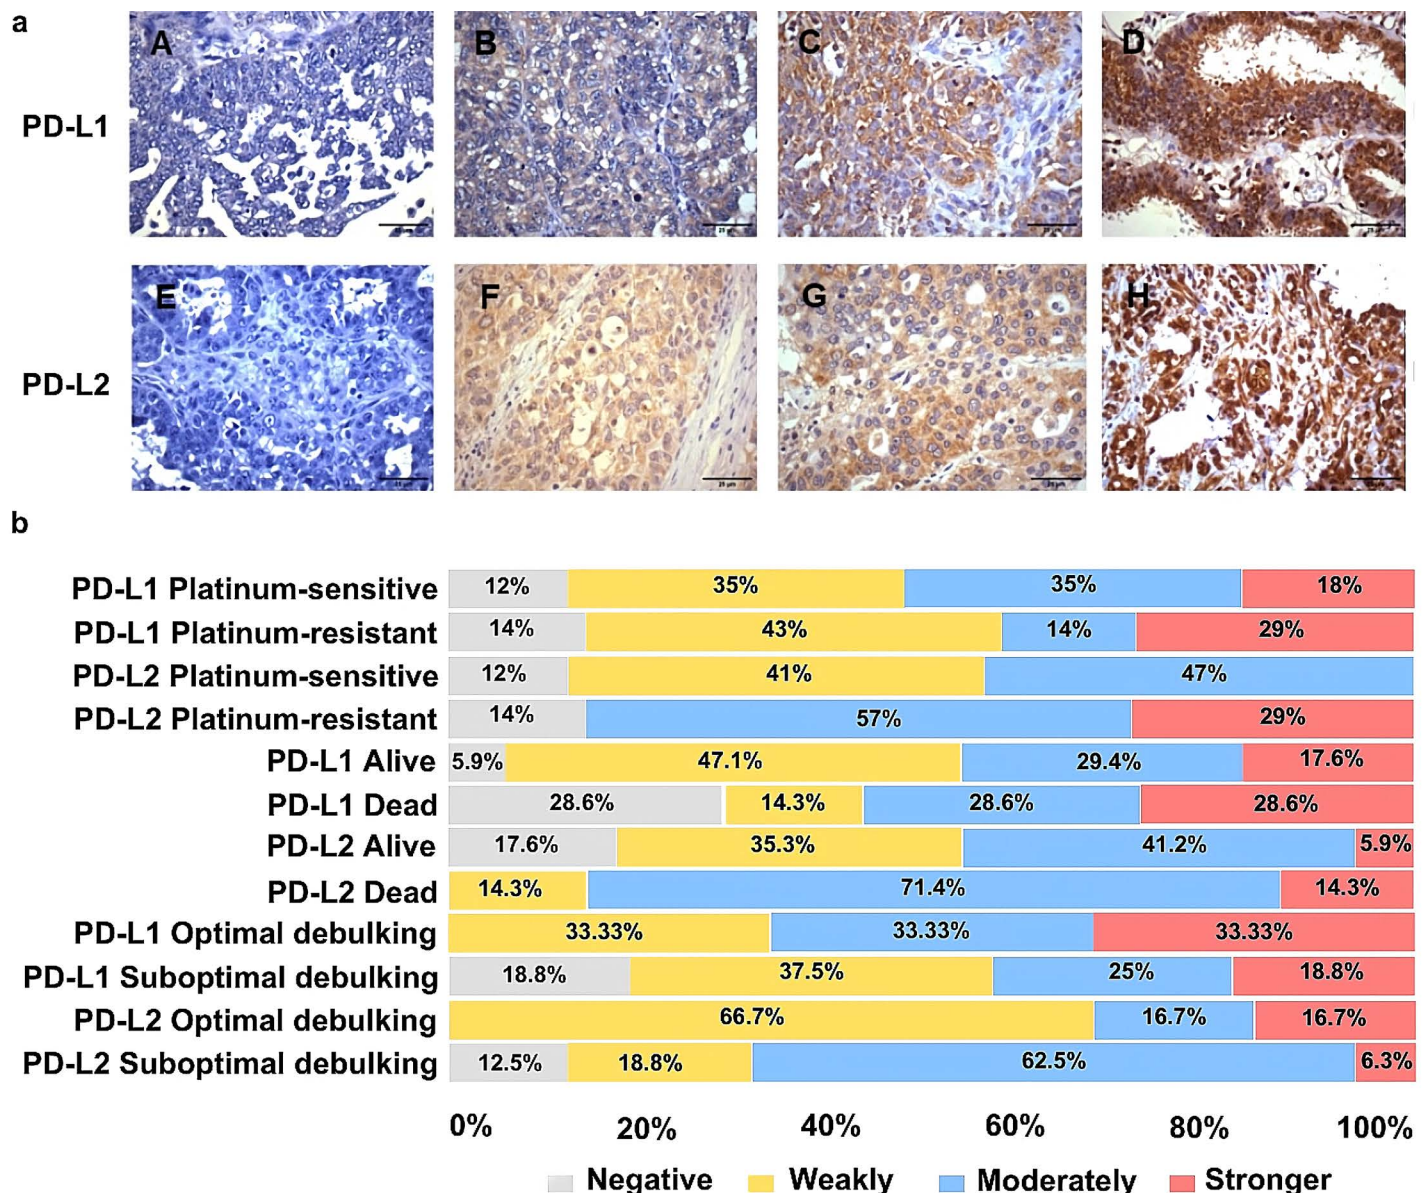 a
PD-L1
A
B
C
D
25 µm
PD-L2
E
F
G
H
25 µm
25 µm
b
PD-L1 Platinum-sensitive 12% 35% 35% 18%
PD-L1 Platinum-resistant 14% 43% 14% 29%
PD-L2 Platinum-sensitive 12% 41% 47%
PD-L2 Platinum-resistant 14% 57% 29%
PD-L1 Alive 5.9% 47.1% 29.4% 17.6%
PD-L1 Dead 28.6% 14.3% 28.6% 28.6%
PD-L2 Alive 17.6% 35.3% 41.2% 5.9%
PD-L2 Dead 14.3% 71.4% 14.3%
PD-L1 Optimal debulking 33.33% 33.33% 33.33%
PD-L1 Suboptimal debulking 18.8% 37.5% 25% 18.8%
PD-L2 Optimal debulking 66.7% 16.7% 16.7%
PD-L2 Suboptimal debulking 12.5% 18.8% 62.5% 6.3%
0% 20% 40% 60% 80% 100%
Negative Weakly Moderately Stronger